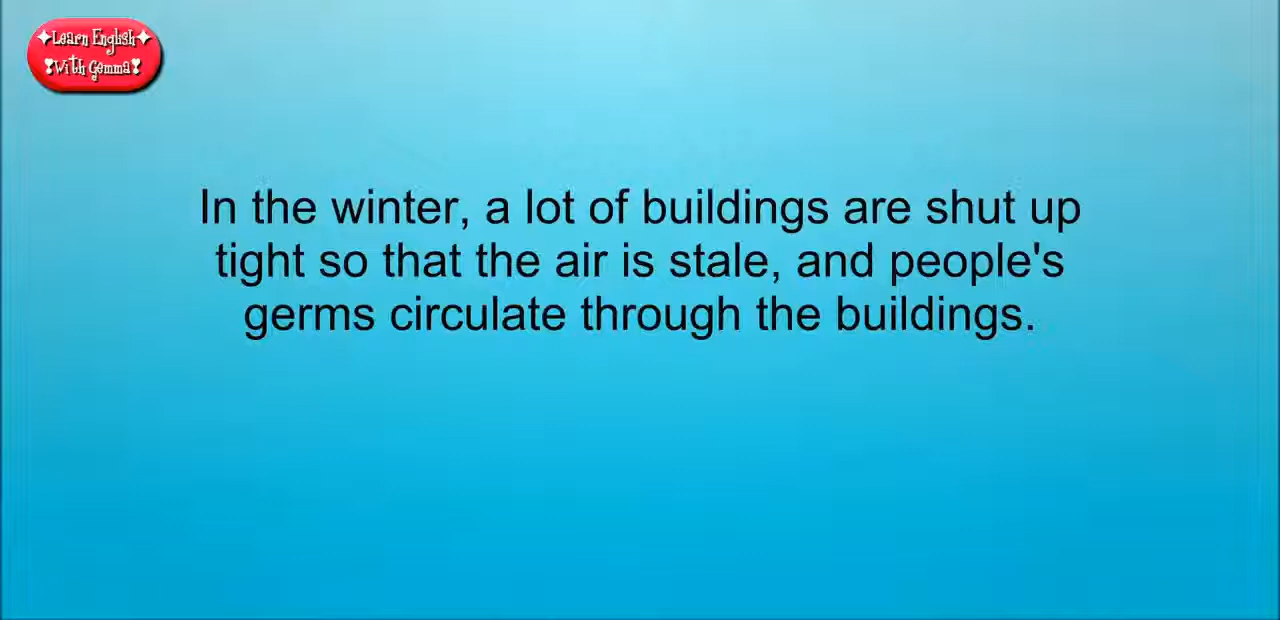 ✦Learn English✦
❣With Gemma❣
In the winter, a lot of buildings are shut up
tight so that the air is stale, and people's
germs circulate through the buildings.